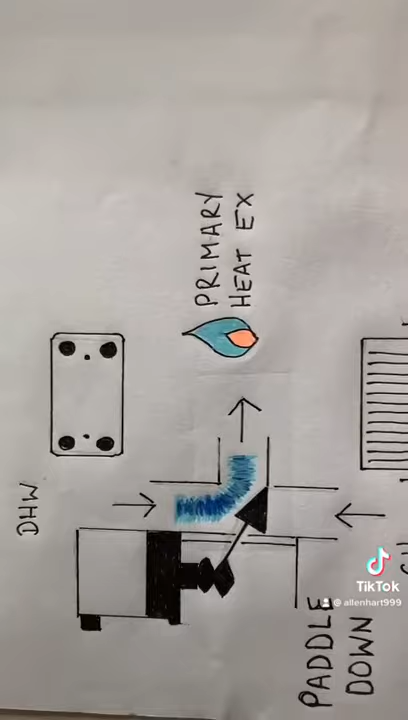 PRIMARY
HEAT EX
DHW
PADDLE
DOWN
TikTok
@ allenhart999